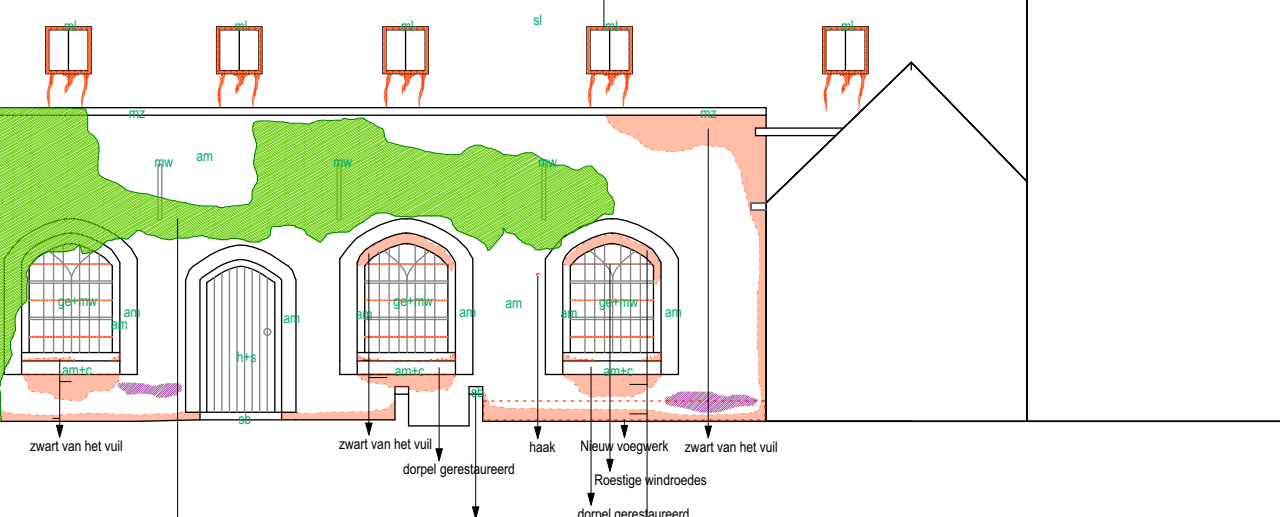 ml ml ml sl ml ml
mz mz
mw am mw mw
ge+mw am am am ge+mw am am am ge+mw am
am+c h+s am+c am+c
sb sb
zwart van het vuil
zwart van het vuil
haak
Nieuw voegwerk
zwart van het vuil
dorpel gerestaureerd
Roestige windroedes
dorpel gerestaureerd